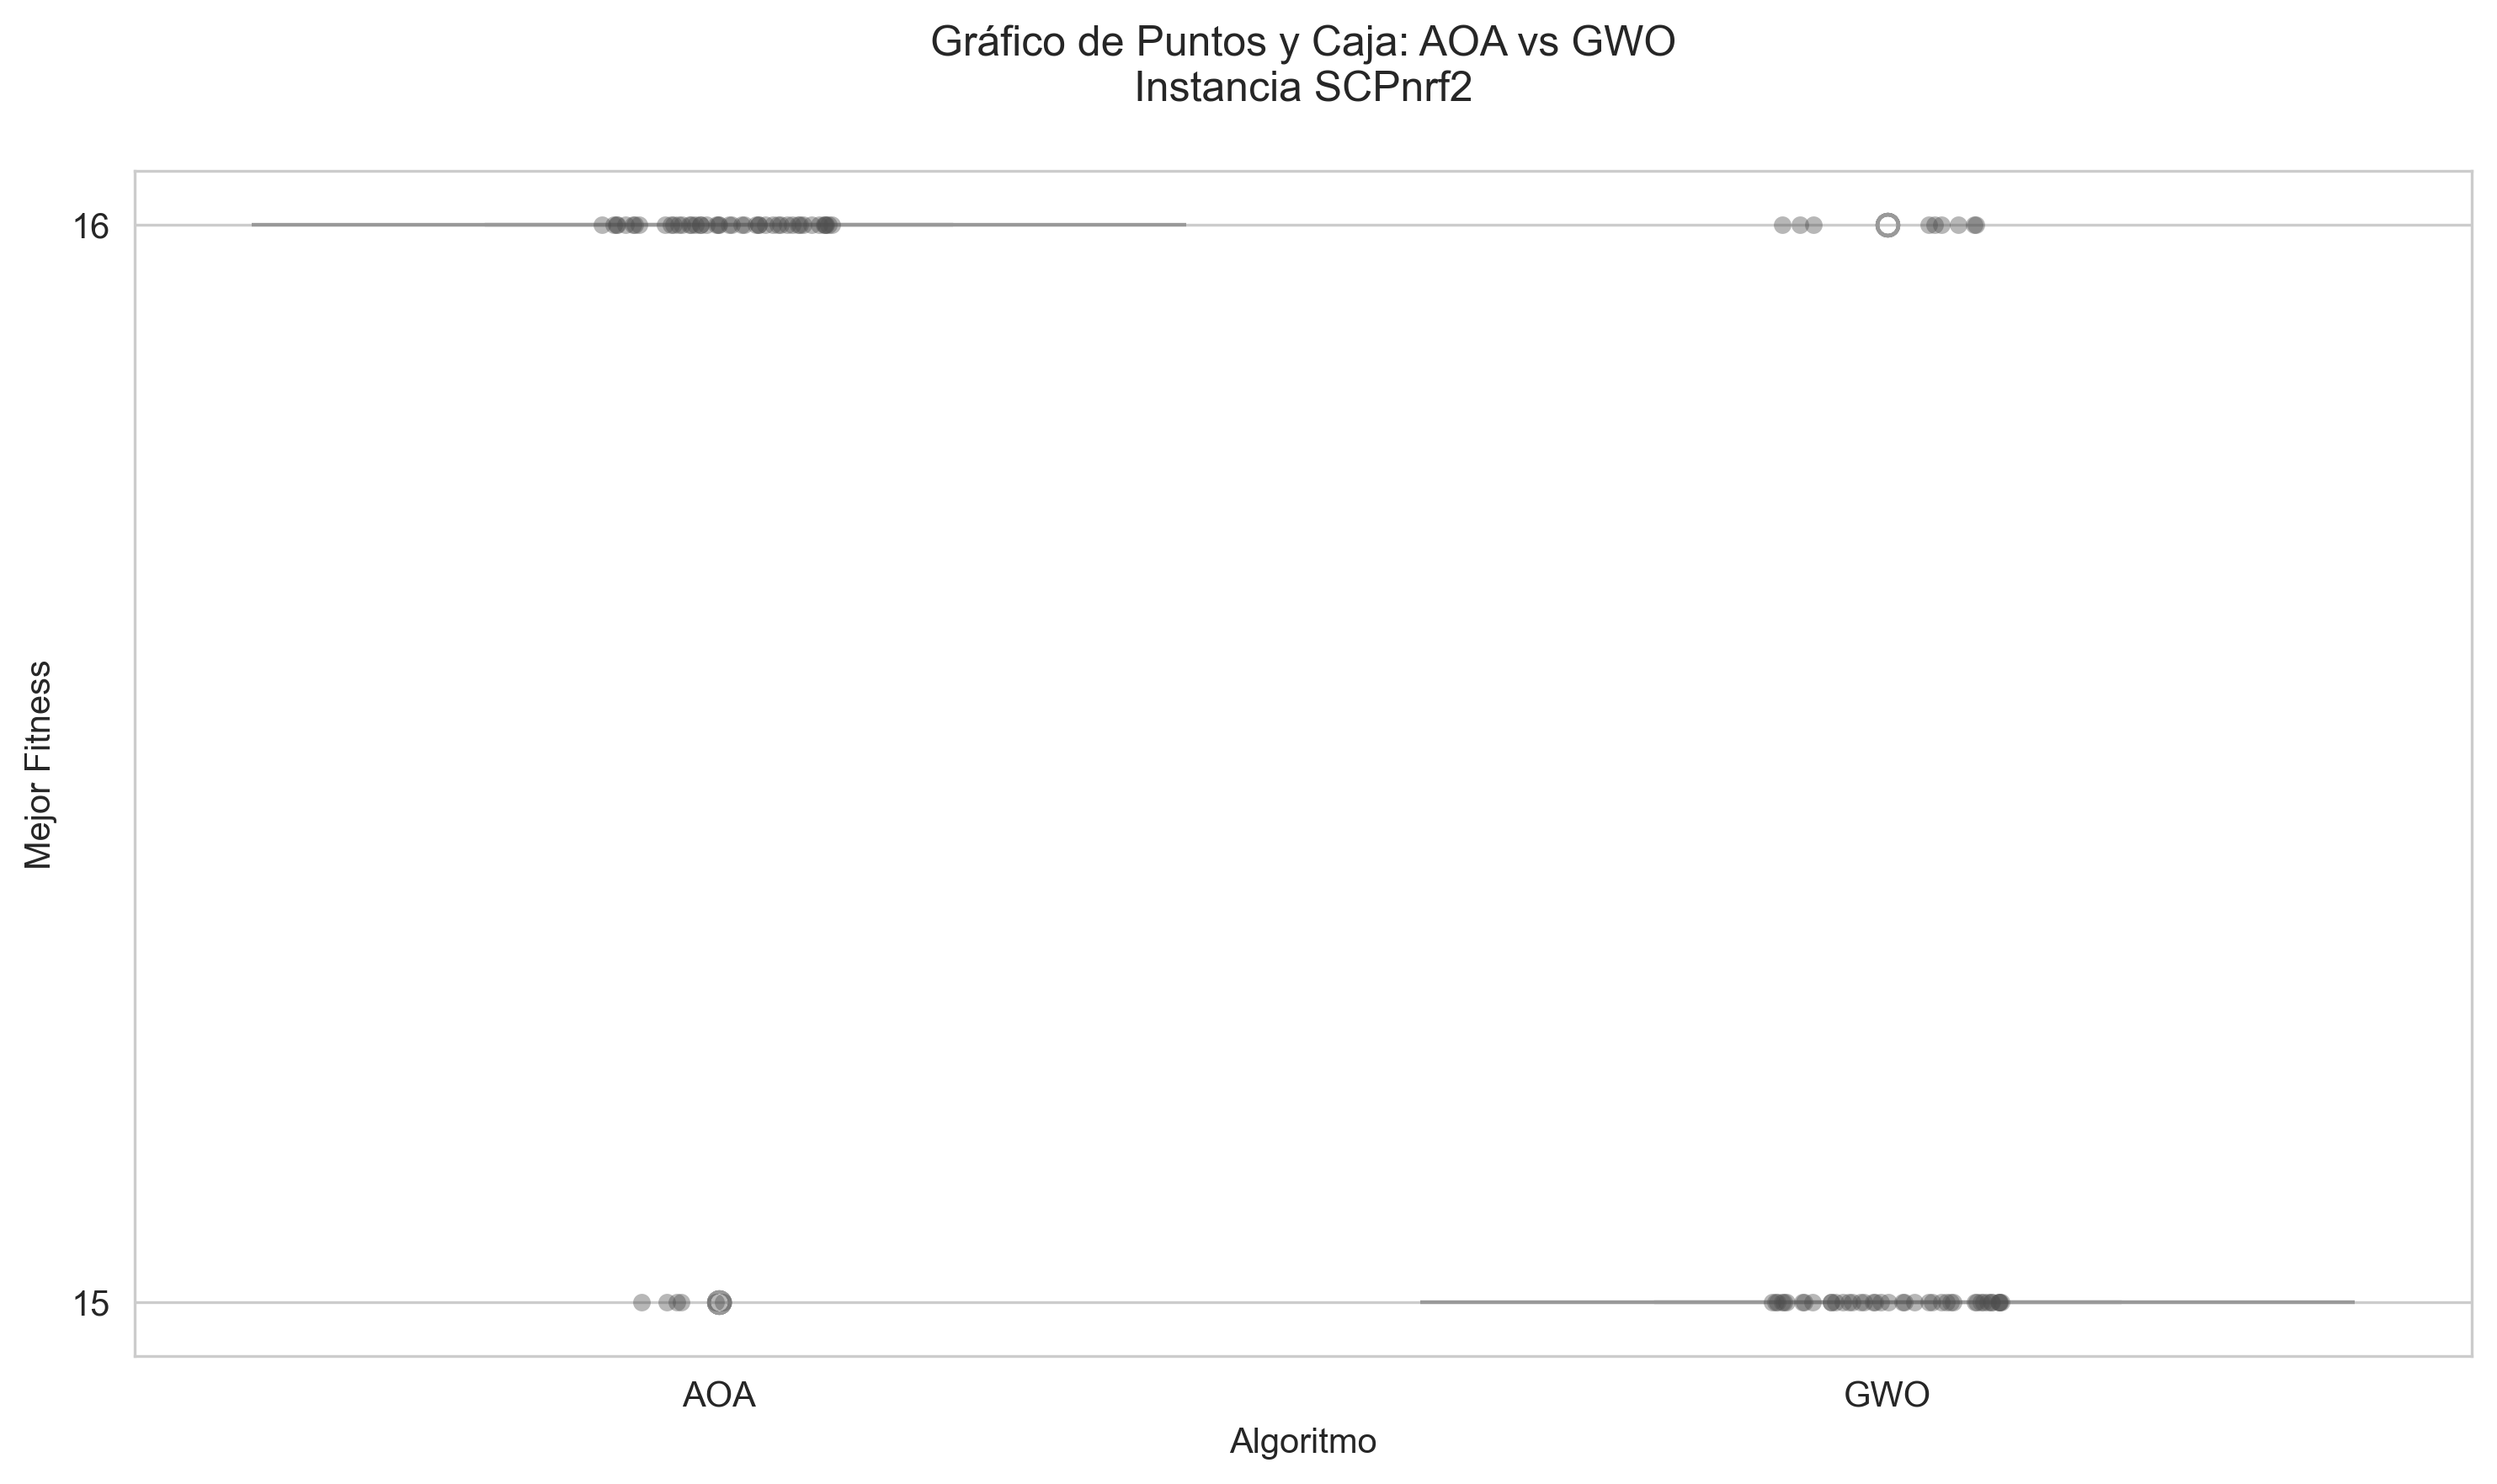 Gráfico de Puntos y Caja: AOA vs GWO
Instancia SCPnrf2
16
Mejor Fitness
15
AOA
GWO
Algoritmo